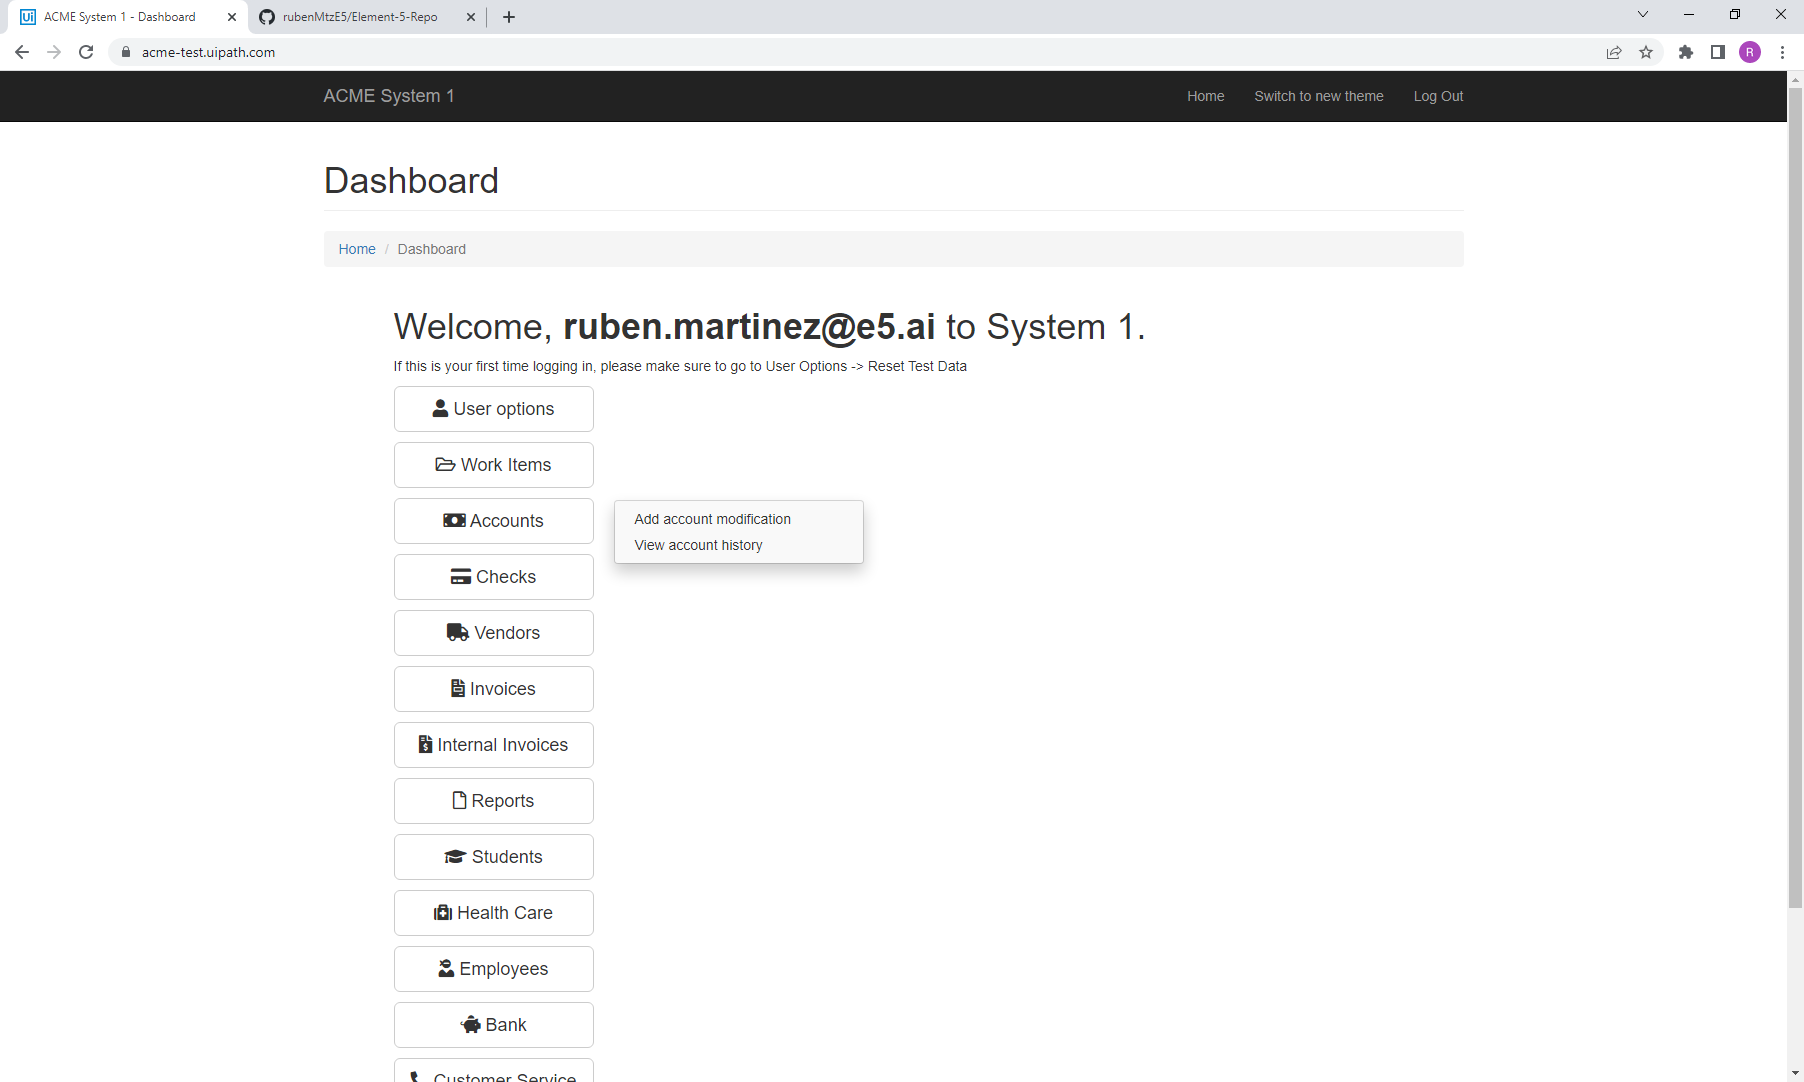 ACME System 1 - Dashboard
rubenMtzE5/Element-5-Repo
acme-test.uipath.com
R
ACME System 1
Home
Switch to new theme
Log Out
Dashboard
Home / Dashboard
Welcome, ruben.martinez@e5.ai to System 1.
If this is your first time logging in, please make sure to go to User Options -> Reset Test Data
User options
Work Items
Accounts
Add account modification
View account history
Checks
Vendors
Invoices
Internal Invoices
Reports
Students
Health Care
Employees
Bank
Customer Service